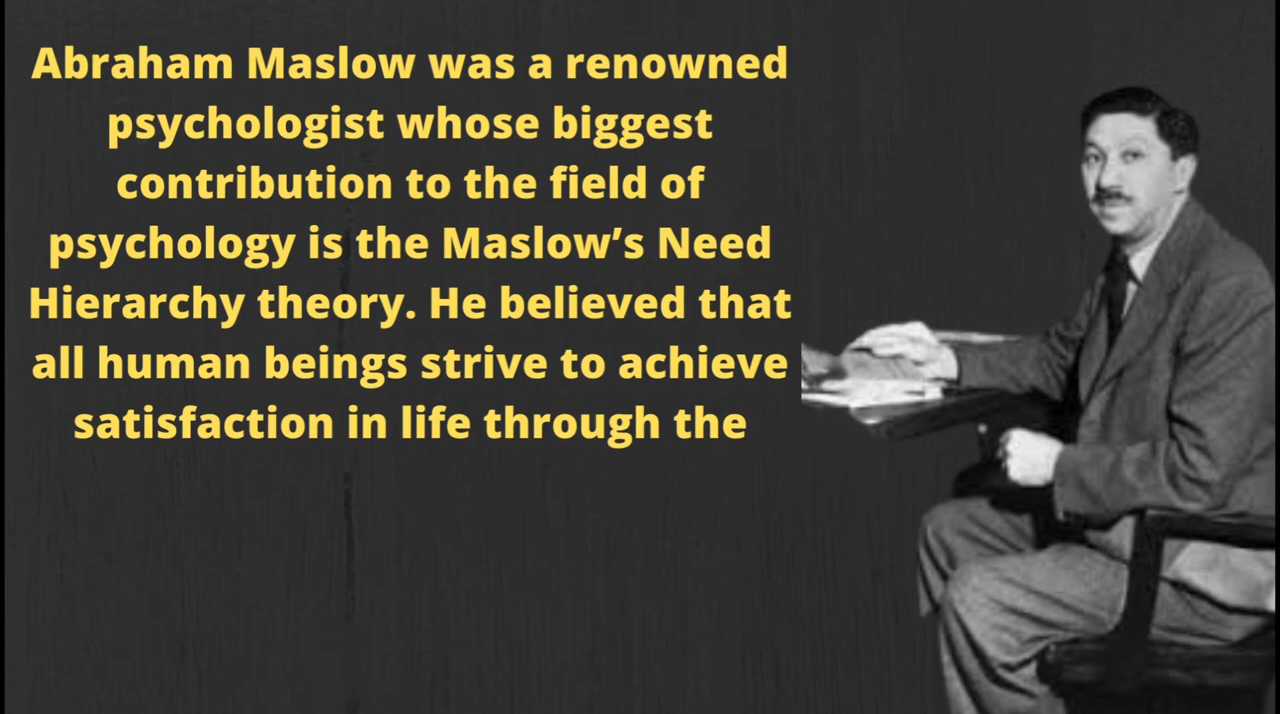 Abraham Maslow was a renowned
psychologist whose biggest
contribution to the field of
psychology is the Maslow’s Need
Hierarchy theory. He believed that
all human beings strive to achieve
satisfaction in life through the